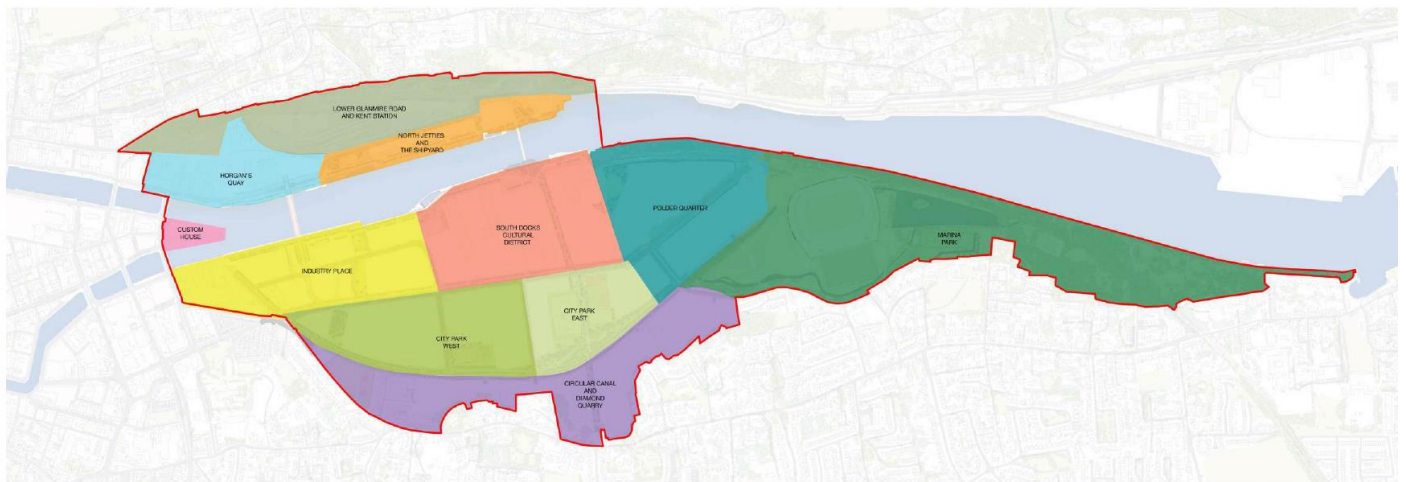 LOWER GLANMIRE ROAD
AND KENT STATION
NORTH JETTIES
AND
THE SHIPYARD
HORGAN'S
QUAY
CUSTOM
HOUSE
SOUTH DOCKS
CULTURAL
DISTRICT
POLDER QUARTER
MARINA
PARK
INDUSTRY PLACE
CITY PARK
EAST
CITY PARK
WEST
CIRCULAR CANAL
AND
DIAMOND
QUARRY